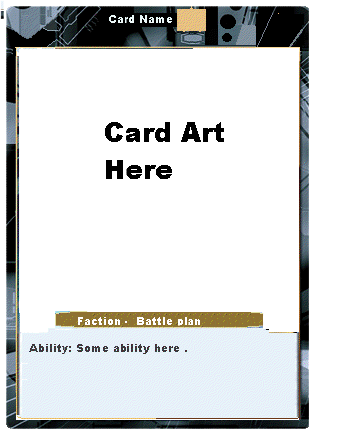 Card Name
Card Art
Here
Faction - Battle plan
Ability: Some ability here .